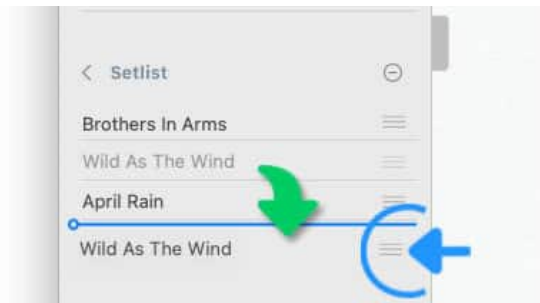 Setlist
Brothers In Arms
Wild As The Wind
April Rain
Wild As The Wind